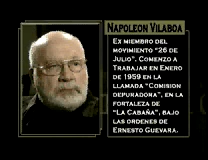 NAPOLEON VILABOA
EX MIEMBRO DEL
MOVIMIENTO "26 DE
JULIO". COMENZO A
TRABAJAR EN ENERO
DE 1959 EN LA
LLAMADA "COMISION
DEPURADORA", EN LA
FORTALEZA DE
"LA CABAÑA", BAJO
LAS ORDENES DE
ERNESTO GUEVARA.